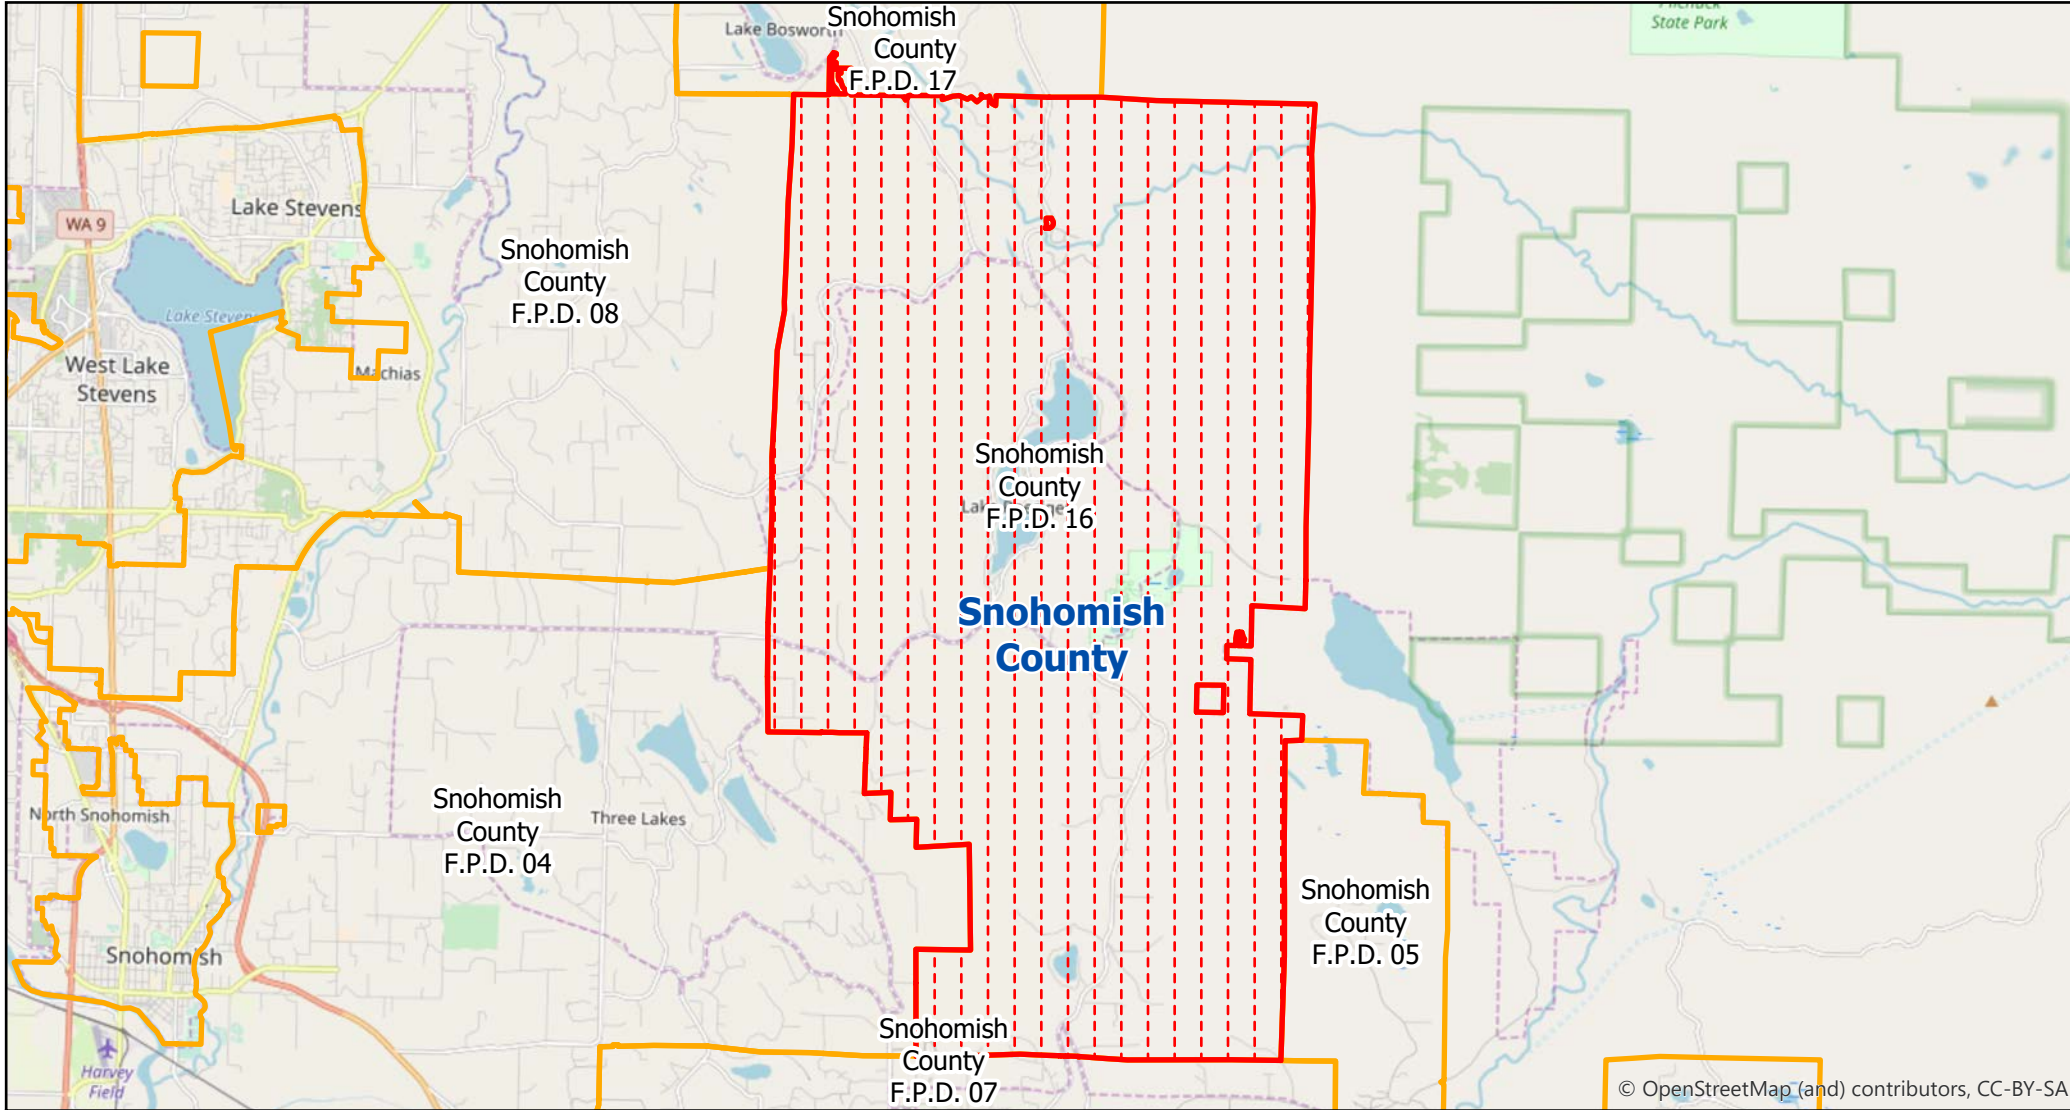 Snohomish
County
F.P.D. 17
Lake Bosworth
State Park
Lake Stevens
WA 9
Snohomish
County
F.P.D. 08
Lake Stevens
West Lake
Stevens
Machias
Snohomish
County
F.P.D. 16
Snohomish
County
Snohomish
County
F.P.D. 04
Three Lakes
North Snohomish
Snohomish
Snohomish
County
F.P.D. 05
Snohomish
County
F.P.D. 07
Harvey
Field
© OpenStreetMap (and) contributors, CC-BY-SA